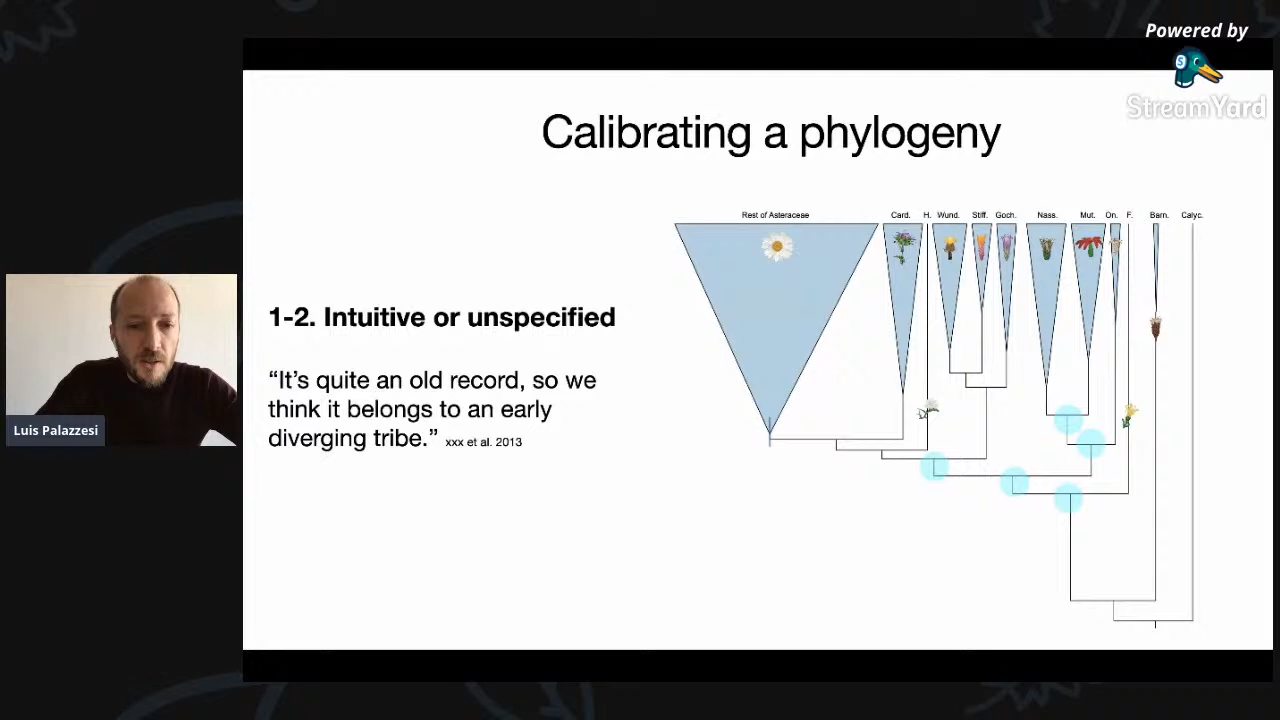 Powered by
StreamYard
Calibrating a phylogeny
Rest of Asteraceae Card. H. Wund. Stiff. Goch. Nass. Mut. On. F. Barn. Calyc.
1-2. Intuitive or unspecified
“It’s quite an old record, so we
think it belongs to an early
diverging tribe.” xxx et al. 2013
Luis Palazzesi